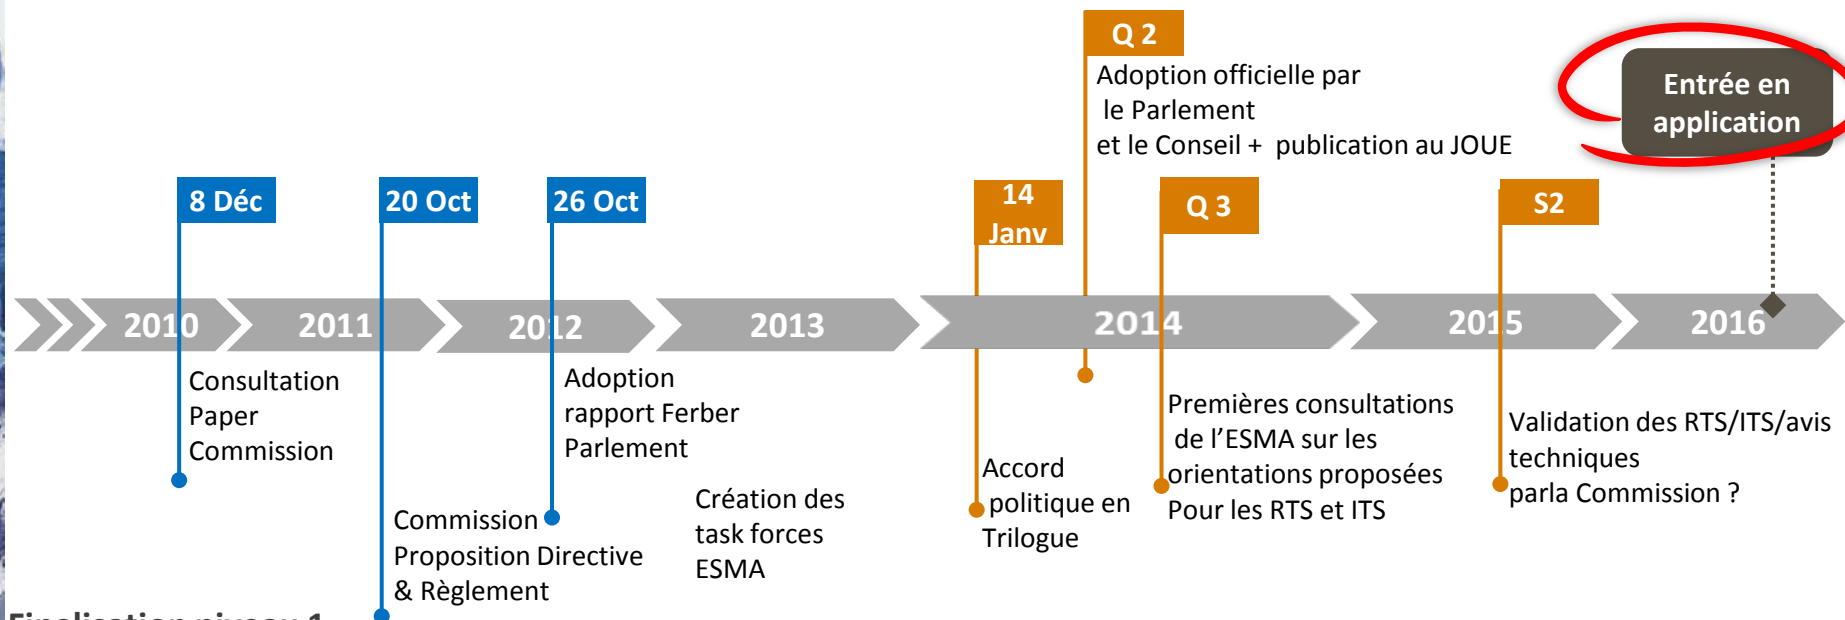 Q 2
Adoption officielle par
le Parlement
et le Conseil + publication au JOUE
Entrée en
application
8 Déc
20 Oct
26 Oct
14
Janv
Q 3
S2
2010
2011
2012
2013
2014
2015
2016
Consultation
Paper
Commission
Adoption
rapport Ferber
Parlement
Commission
Proposition Directive
& Règlement
Création des
task forces
ESMA
Accord
politique en
Trilogue
Premières consultations
de l’ESMA sur les
orientations proposées
Pour les RTS et ITS
Validation des RTS/ITS/avis
techniques
parla Commission ?
Finalisation niveau 1